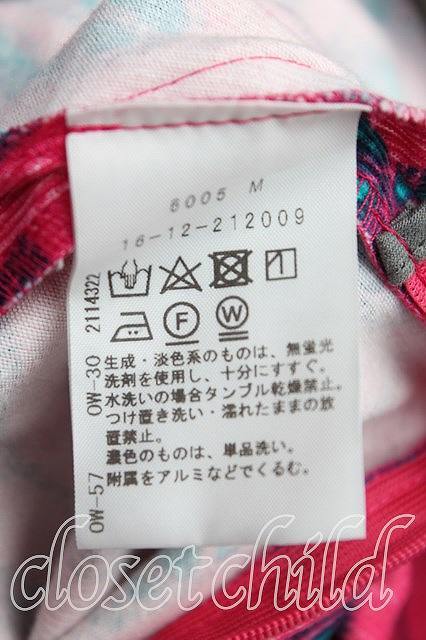 6005 M
16-12-212009
F
W
生成・淡色系のものは、無蛍光
洗剤を使用し、十分にすすぐ。
水洗いの場合タンブル乾燥禁止。
つけ置き洗い・濡れたままの放
置禁止。
濃色のものは、単品洗い。
附属をアルミなどでくるむ。
OW-57 OW-30 2114322
closet child